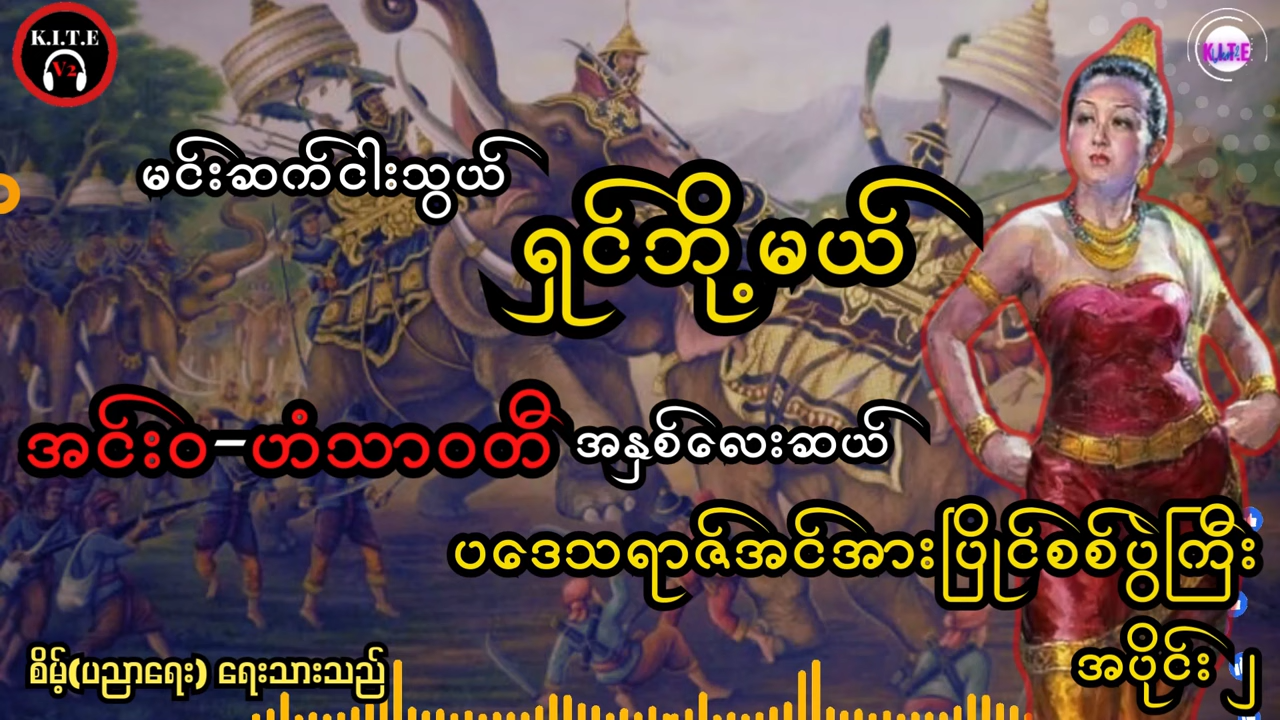 K.I.T.E
V2
K.I.T.E
မင်းဆက်ငါးသွယ်
ရှင်ဘို့မယ်
အင်းဝ-ဟံသာဝတီ အနှစ်လေးဆယ်
ပဒေသရာဇ်အင်အားပြိုင်စစ်ပွဲကြီး
အပိုင်း ၂
စိမ့်(ပညာရေး) ရေးသားသည်